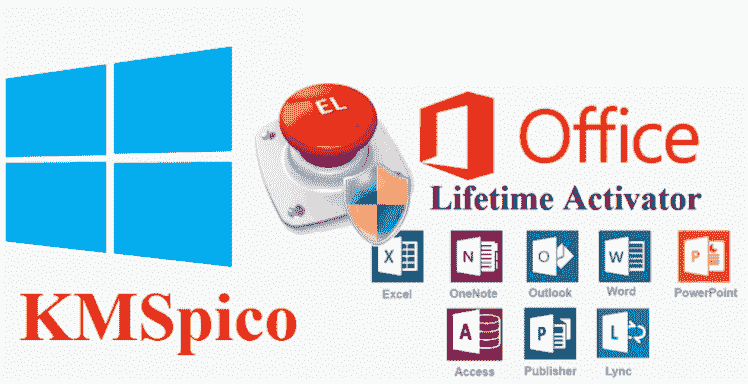 EL
Office
Lifetime Activator
KMSpico
X N O W P
Excel OneNote Outlook Word PowerPoint
A P L
Access Publisher Lync